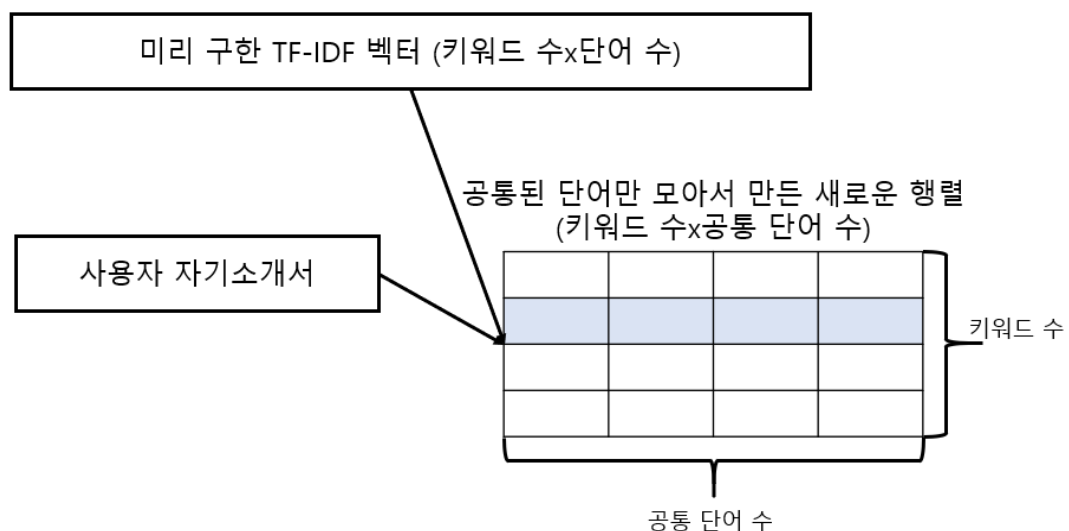 미리 구한 TF-IDF 벡터 (키워드 수x단어 수)
공통된 단어만 모아서 만든 새로운 행렬
(키워드 수x공통 단어 수)
사용자 자기소개서
키워드 수
공통 단어 수